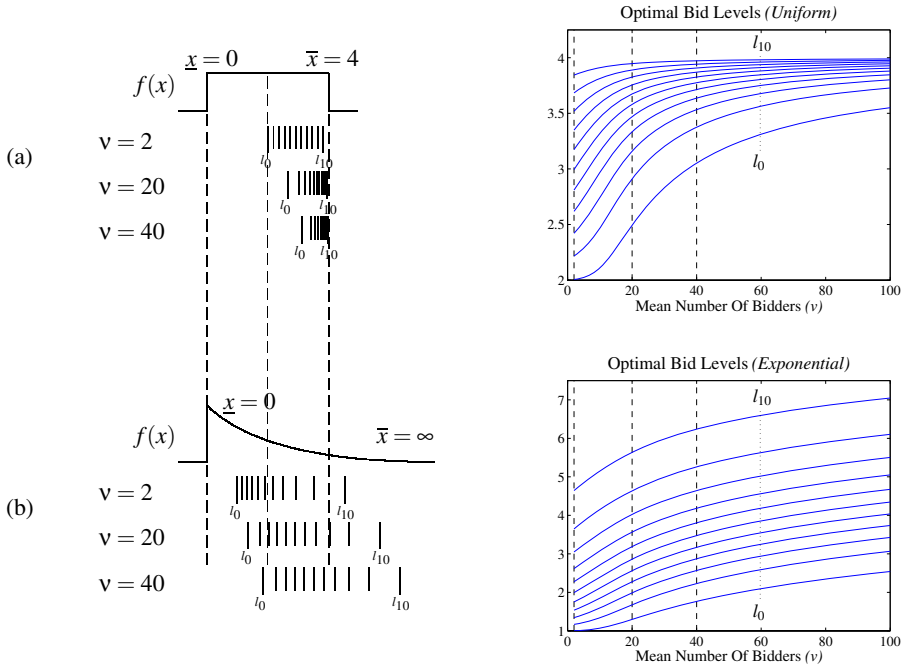 (a)
x = 0
x̅ = 4
f(x)
ν = 2
l0
l10
ν = 20
l0
l10
ν = 40
l0
l10
Optimal Bid Levels (Uniform)
4
3.5
3
2.5
2
l10
l0
0
20
40
60
80
100
Mean Number Of Bidders (v)
(b)
x = 0
x̅ = ∞
f(x)
ν = 2
l0
l10
ν = 20
l0
l10
ν = 40
l0
l10
Optimal Bid Levels (Exponential)
7
6
5
4
3
2
1
l10
l0
0
20
40
60
80
100
Mean Number Of Bidders (v)